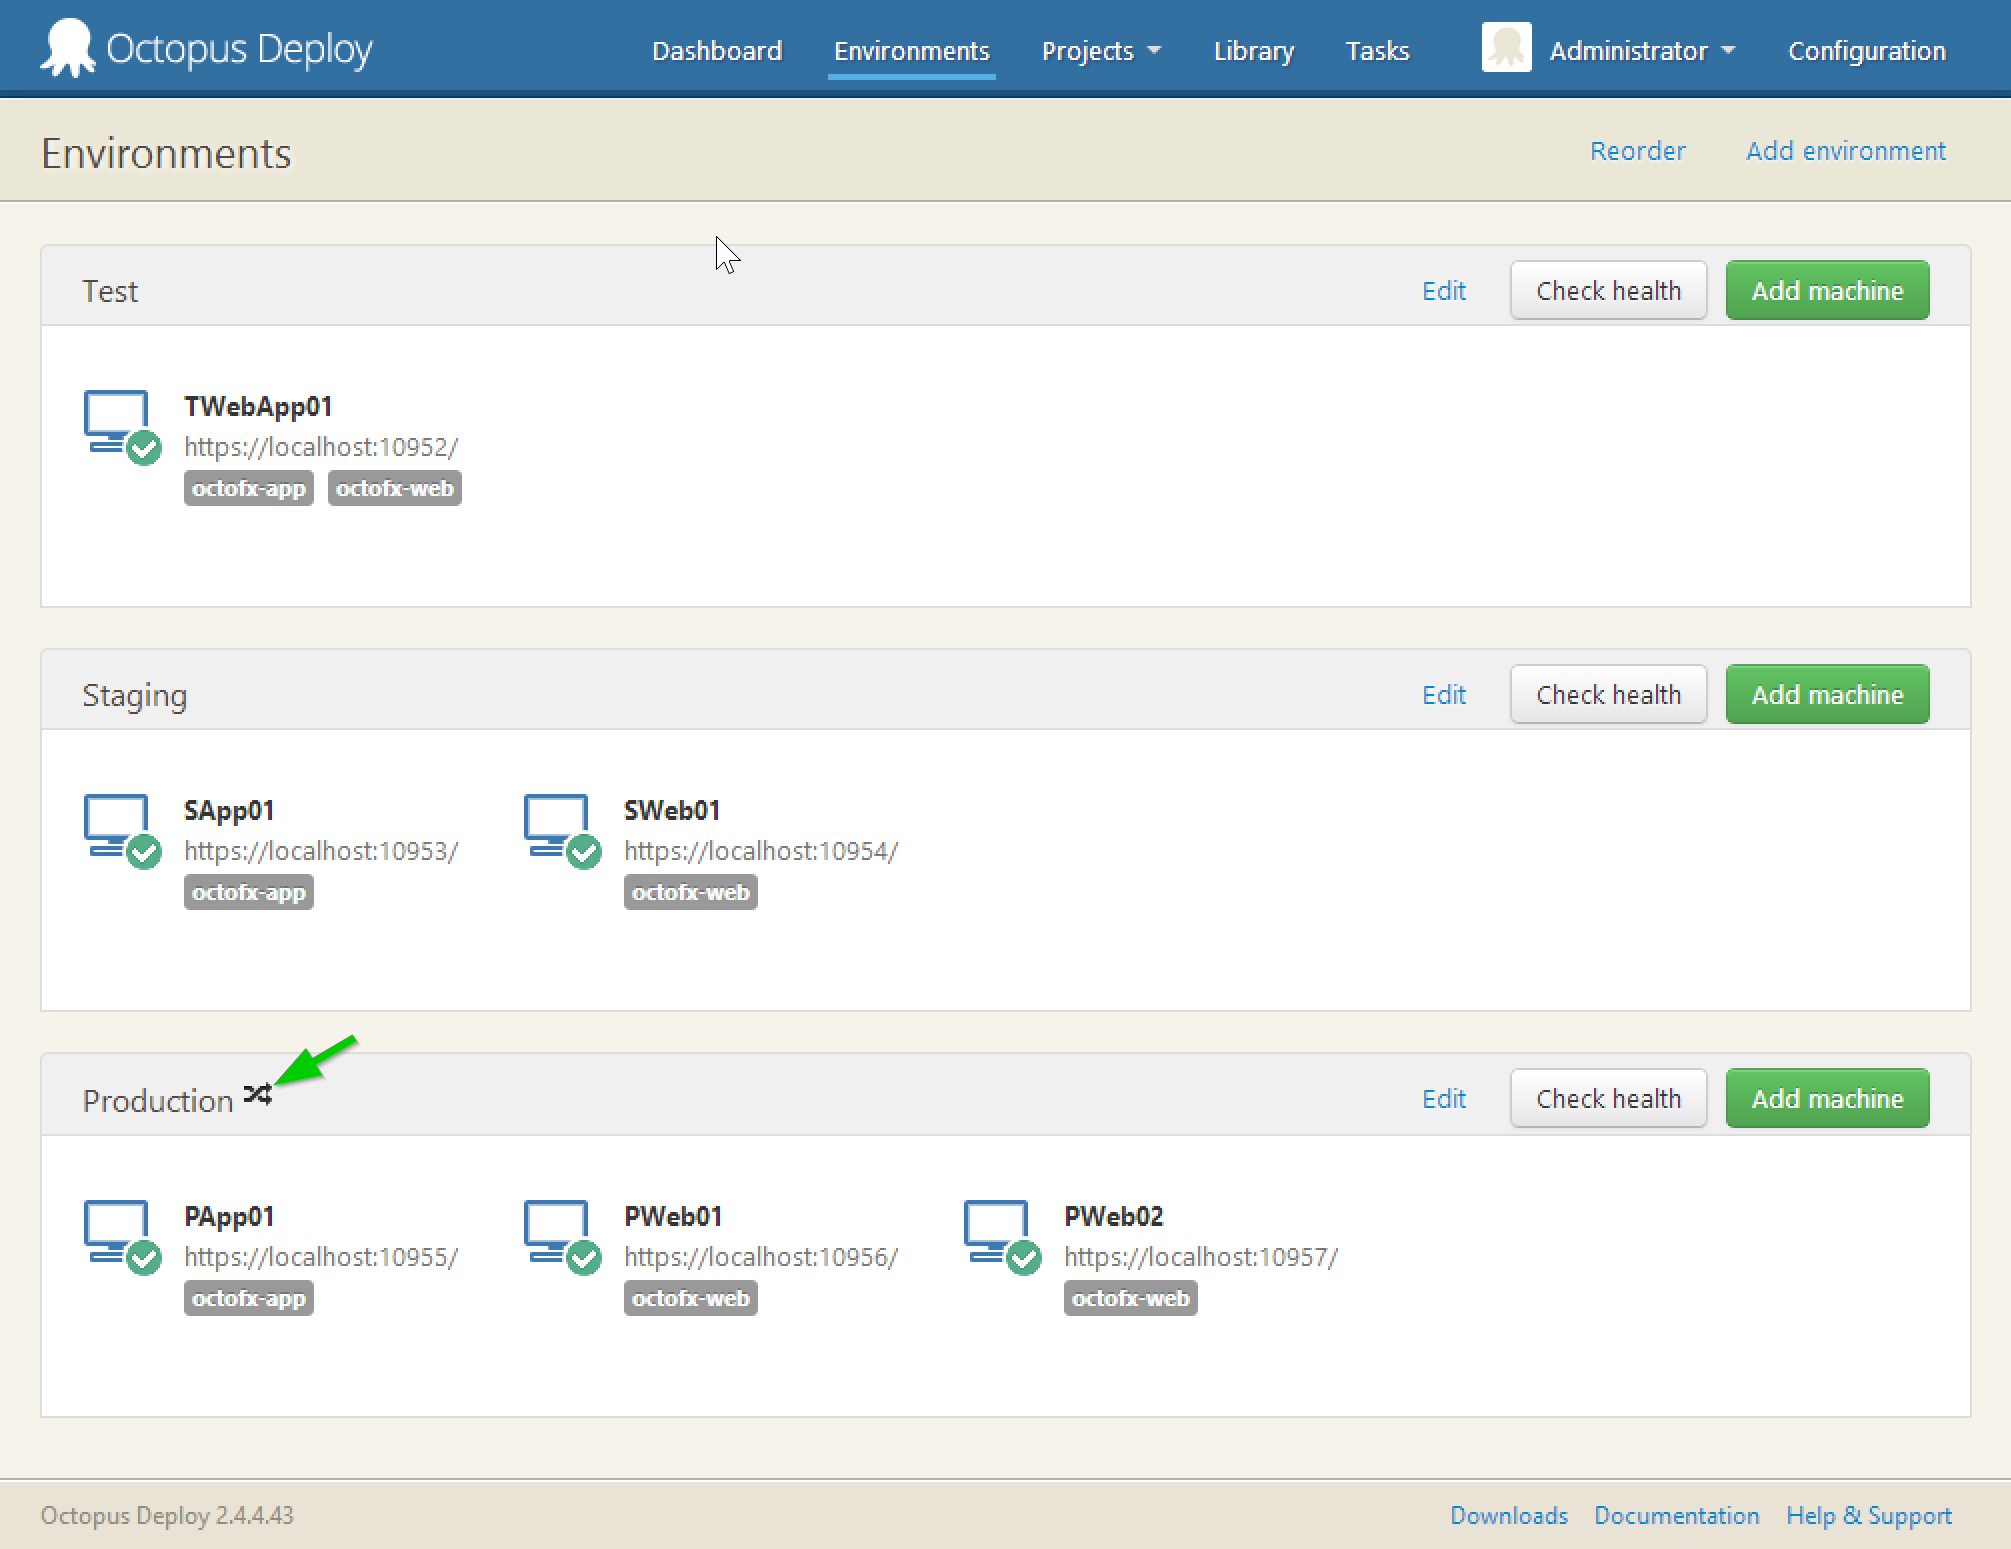 Octopus Deploy Dashboard Environments Projects Library Tasks Administrator Configuration
Environments Reorder Add environment
Test Edit Check health Add machine
TWebApp01
https://localhost:10952/
octofx-app octofx-web
Staging Edit Check health Add machine
SApp01 SWeb01
https://localhost:10953/ https://localhost:10954/
octofx-app octofx-web
Production Edit Check health Add machine
PApp01 PWeb01 PWeb02
https://localhost:10955/ https://localhost:10956/ https://localhost:10957/
octofx-app octofx-web octofx-web
Octopus Deploy 2.4.4.43 Downloads Documentation Help & Support